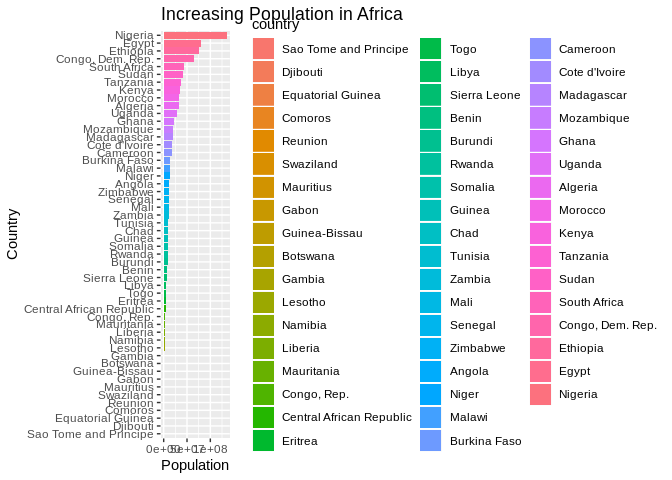 Increasing Population in Africa
Country
Nigeria
Egypt
Ethiopia
Congo, Dem. Rep.
South Africa
Sudan
Tanzania
Kenya
Morocco
Algeria
Uganda
Ghana
Mozambique
Madagascar
Cote d'Ivoire
Cameroon
Burkina Faso
Malawi
Niger
Angola
Zimbabwe
Senegal
Mali
Zambia
Tunisia
Chad
Guinea
Somalia
Rwanda
Burundi
Benin
Sierra Leone
Libya
Togo
Eritrea
Central African Republic
Congo, Rep.
Mauritania
Liberia
Namibia
Lesotho
Gambia
Botswana
Guinea-Bissau
Gabon
Mauritius
Swaziland
Reunion
Comoros
Equatorial Guinea
Djibouti
Sao Tome and Principe
0e+00 5e+07 1e+08
Population
country
Sao Tome and Principe
Djibouti
Equatorial Guinea
Comoros
Reunion
Swaziland
Mauritius
Gabon
Guinea-Bissau
Botswana
Gambia
Lesotho
Namibia
Liberia
Mauritania
Congo, Rep.
Central African Republic
Eritrea
Togo
Libya
Sierra Leone
Benin
Burundi
Rwanda
Somalia
Guinea
Chad
Tunisia
Zambia
Mali
Senegal
Zimbabwe
Angola
Niger
Malawi
Burkina Faso
Cameroon
Cote d'Ivoire
Madagascar
Mozambique
Ghana
Uganda
Algeria
Morocco
Kenya
Tanzania
Sudan
South Africa
Congo, Dem. Rep.
Ethiopia
Egypt
Nigeria